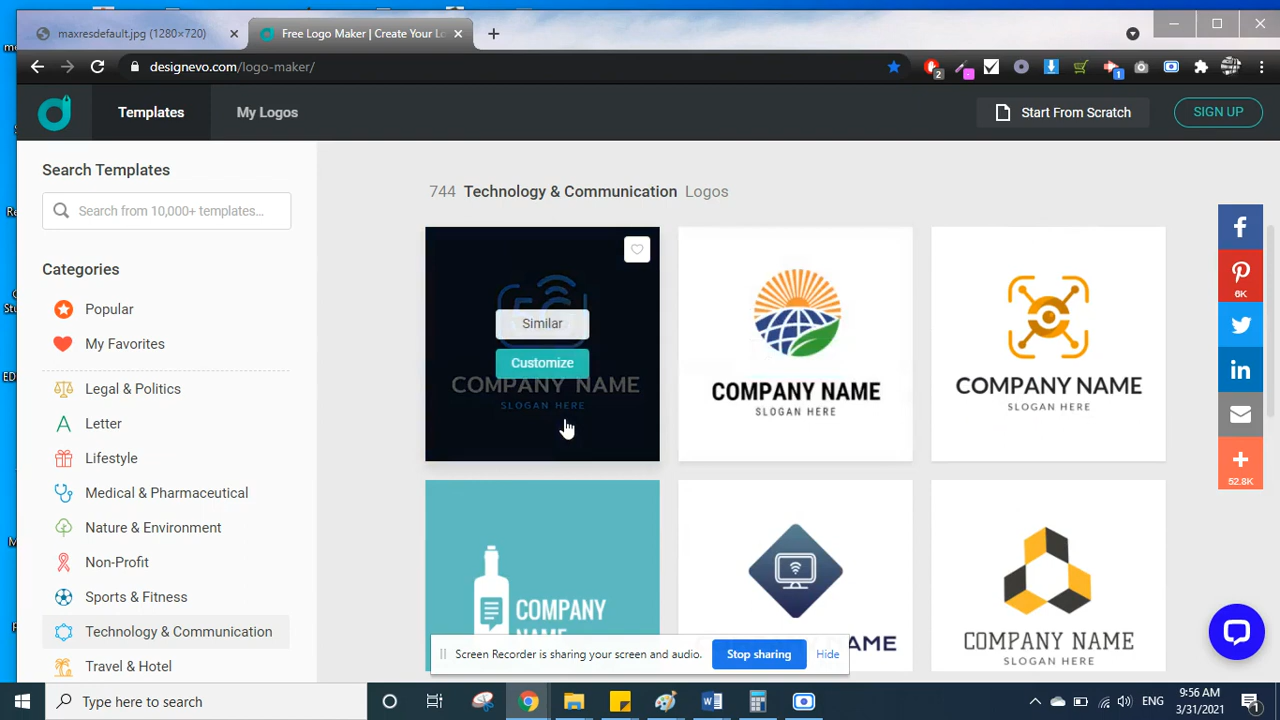 maxresdefault.jpg (1280×720)
Free Logo Maker | Create Your Lo
designevo.com/logo-maker/
2
1
Templates
My Logos
Start From Scratch
SIGN UP
Search Templates
Search from 10,000+ templates...
Categories
Popular
My Favorites
Legal & Politics
Letter
Lifestyle
Medical & Pharmaceutical
Nature & Environment
Non-Profit
Sports & Fitness
Technology & Communication
Travel & Hotel
744 Technology & Communication Logos
Similar
Customize
COMPANY NAME
SLOGAN HERE
COMPANY NAME
SLOGAN HERE
COMPANY NAME
SLOGAN HERE
COMPANY
NAME
COMPANY NAME
SLOGAN HERE
6K
52.8K
Screen Recorder is sharing your screen and audio.
Stop sharing
Hide
Type here to search
ENG
9:56 AM
3/31/2021
1